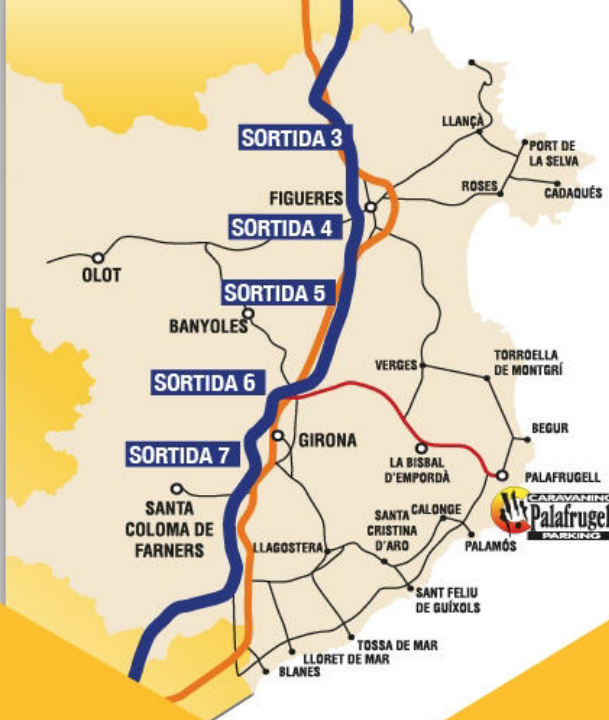 SORTIDA 3
LLANÇÀ
PORT DE
LA SELVA
ROSES
CADAQUÉS
FIGUERES
SORTIDA 4
OLOT
SORTIDA 5
BANYOLES
VERGES
TORROELLA
DE MONTGRÍ
SORTIDA 6
BEGUR
GIRONA
SORTIDA 7
LA BISBAL
D'EMPORDÀ
PALAFRUGELL
CARAVANING
Palafrugel
PARKING
SANTA
COLOMA DE
FARNERS
SANTA
CRISTINA
D'ARO
CALONGE
PALAMÓS
LLAGOSTERA
SANT FELIU
DE GUÍXOLS
TOSSA DE MAR
LLORET DE MAR
BLANES